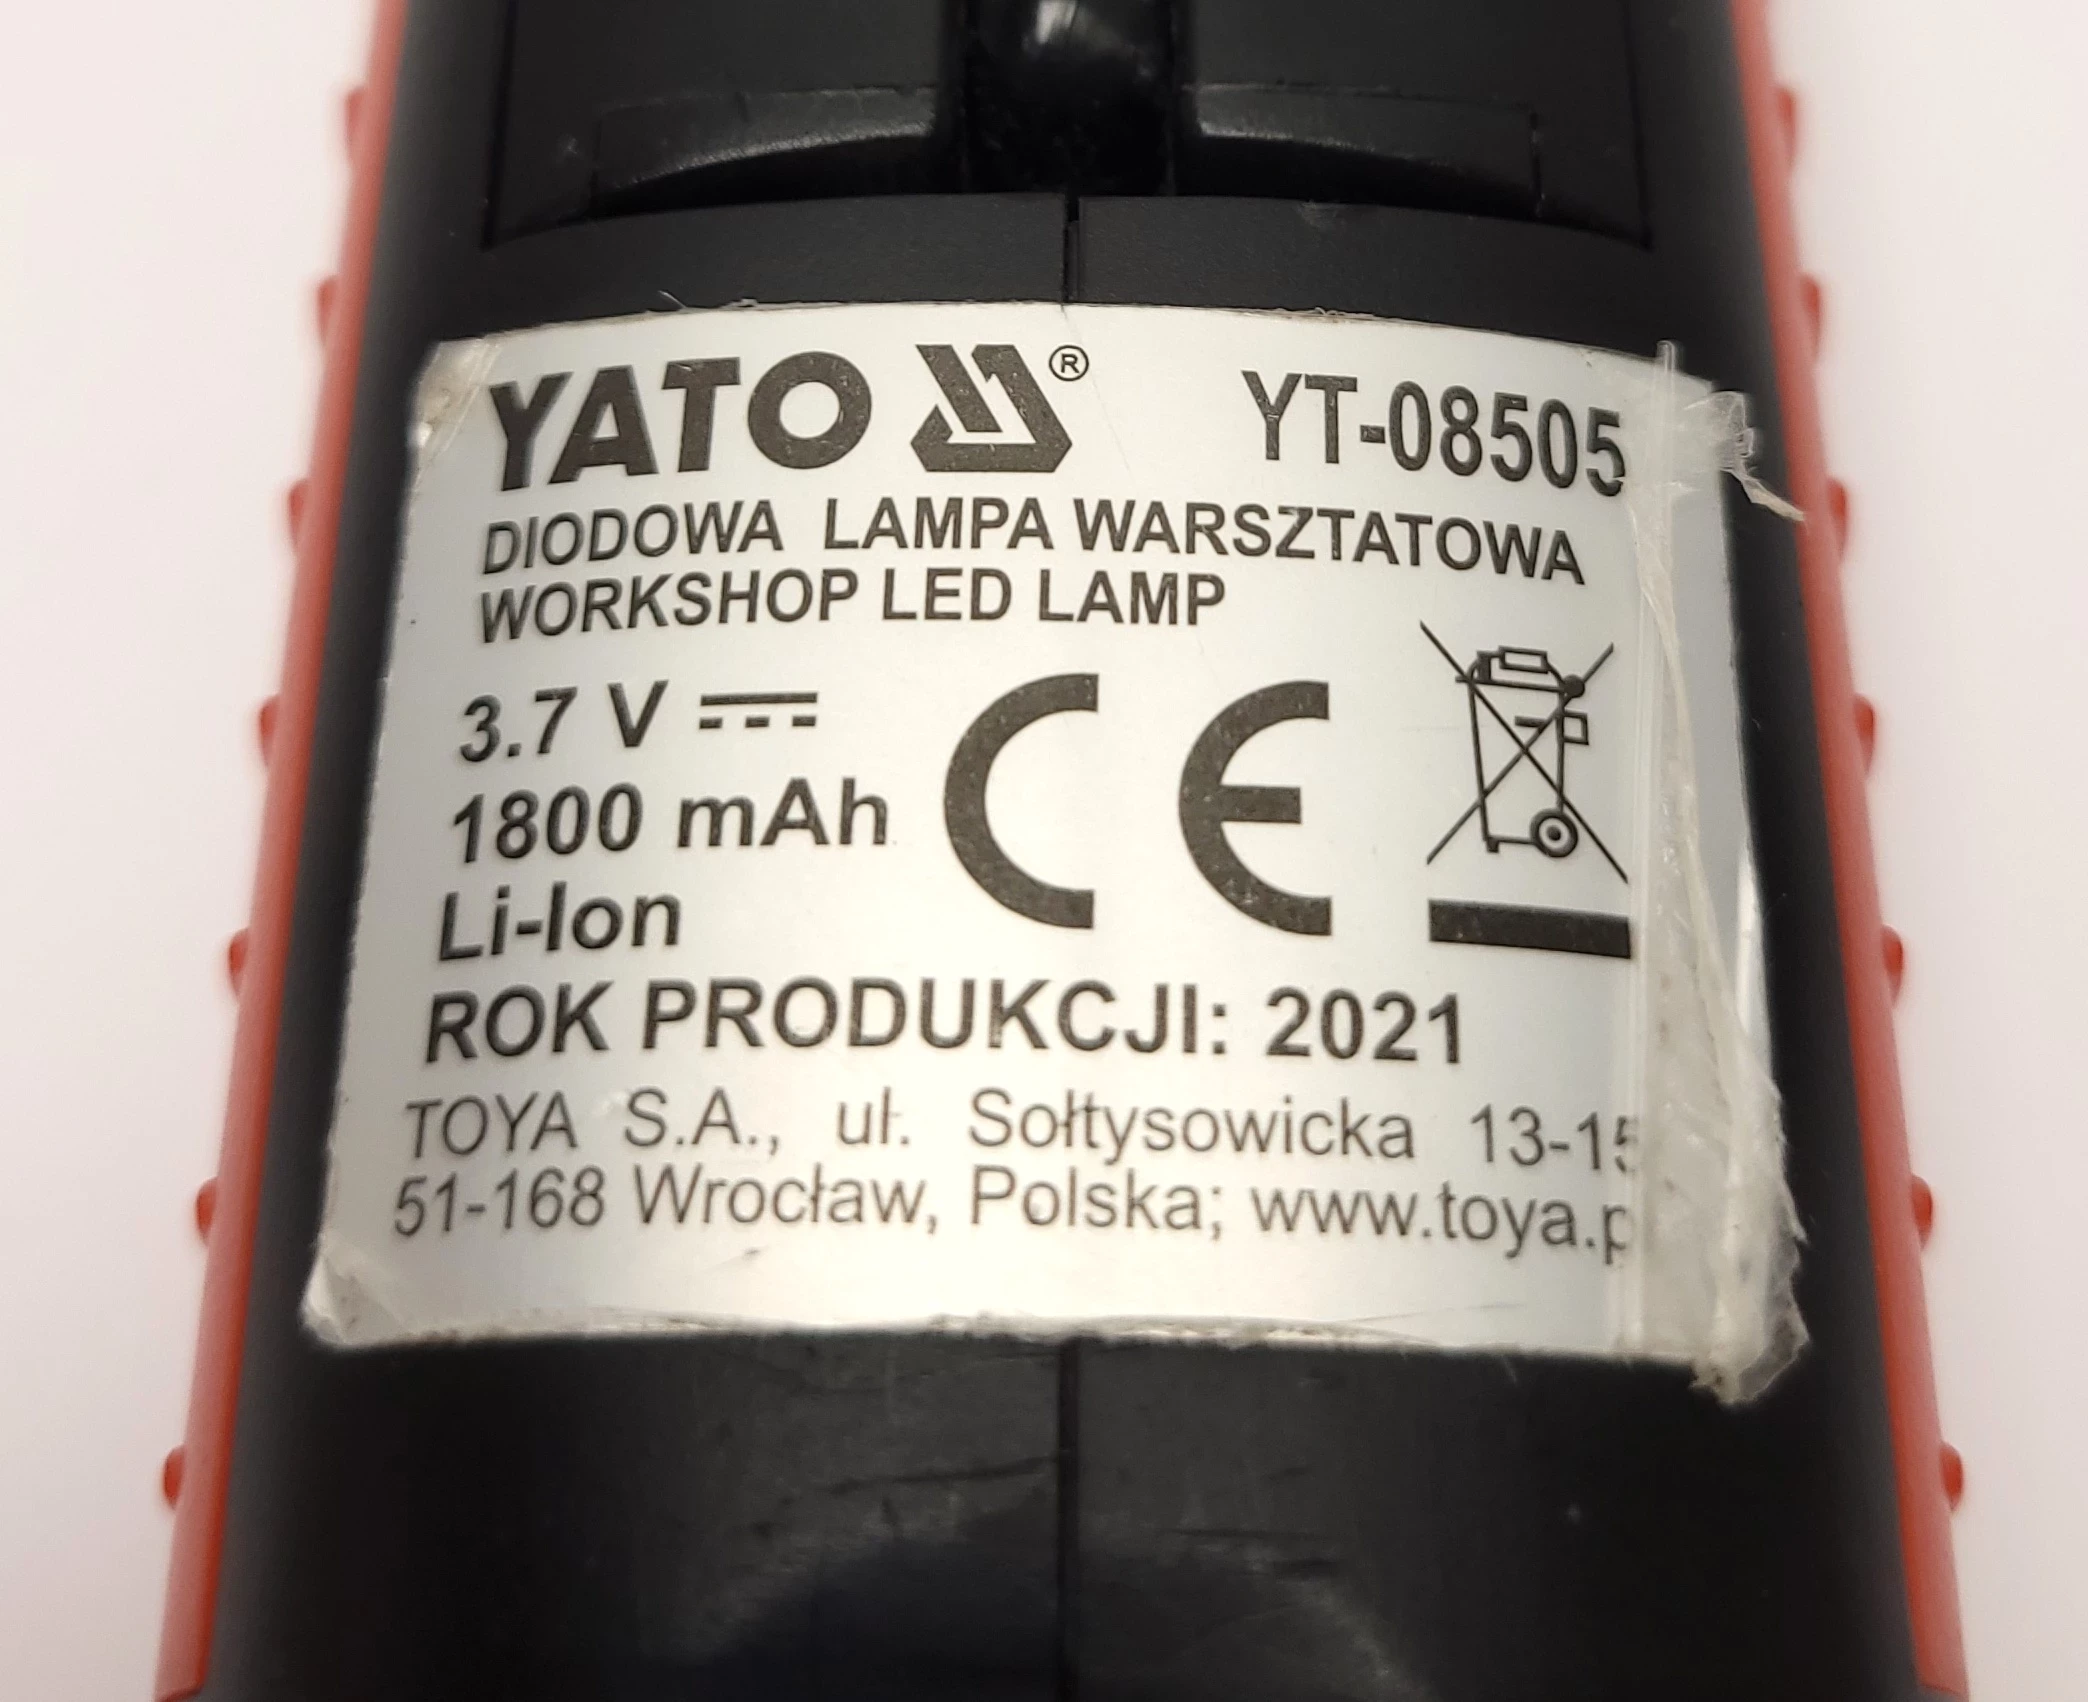 YATO ® YT-08505
DIODOWA LAMPA WARSZTATOWA
WORKSHOP LED LAMP
3.7 V
CE
1800 mAh
Li-Ion
ROK PRODUKCJI: 2021
TOYA S.A., ul. Sołtysowicka 13-15
51-168 Wrocław, Polska; www.toya.p